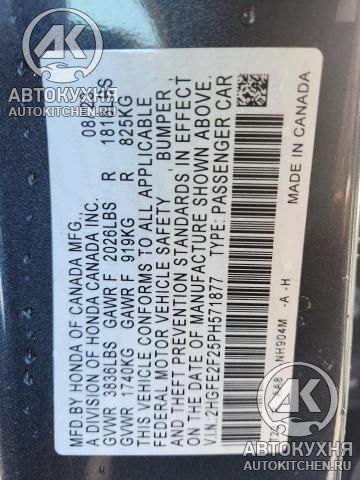 MFD.BY HONDA OF CANADA MFG.,
A DIVISION OF HONDA CANADA INC.
GVWR 3836LBS GAWR F 2026LBS R 181 LBS
GVWR 1740KG GAWR F 919KG R 825KG
THIS VEHICLE CONFORMS TO ALL APPLICABLE
FEDERAL MOTOR VEHICLE SAFETY, BUMPER,
AND THEFT PREVENTION STANDARDS IN EFFECT
ON THE DATE OF MANUFACTURE SHOWN ABOVE.
V.I.N.:2HGFE2F25PH571877 TYPE: PASSENGER CAR
NH904M -A -H MADE IN CANADA
АВТОКУХНЯ
AUTOKITCHEN.RU
АВТОКУХНЯ
AUTOKITCHEN.RU